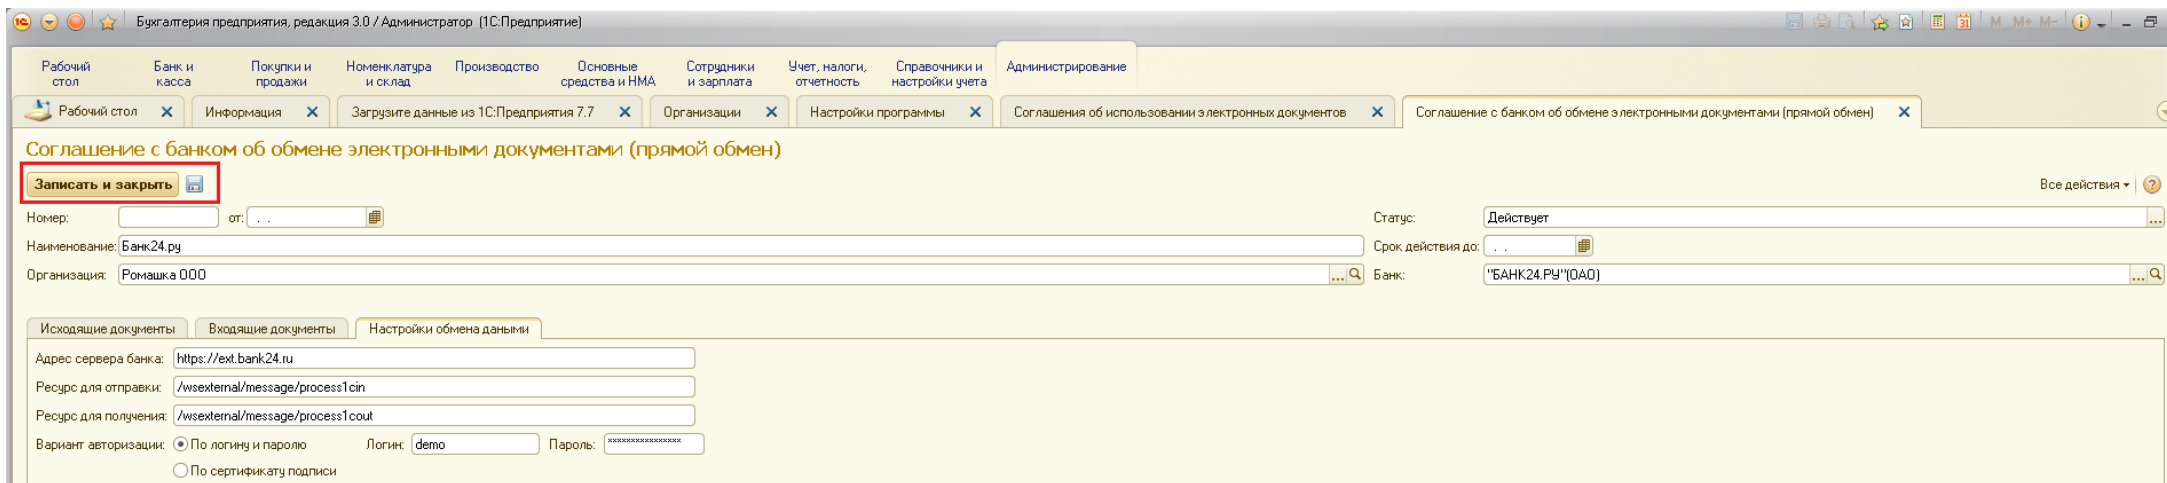 Бухгалтерия предприятия, редакция 3.0 / Администратор (1С:Предприятие)
M M+ M-
Рабочий стол
Банк и касса
Покупки и продажи
Номенклатура и склад
Производство
Основные средства и НМА
Сотрудники и зарплата
Учет, налоги, отчетность
Справочники и настройки учета
Администрирование
Рабочий стол
Информация
Загрузите данные из 1С:Предприятия 7.7
Организации
Настройки программы
Соглашения об использовании электронных документов
Соглашение с банком об обмене электронными документами (прямой обмен)
Соглашение с банком об обмене электронными документами (прямой обмен)
Записать и закрыть
Все действия
Номер: от: . .
Статус: Действует
Наименование: Банк24.ру
Срок действия до: . .
Организация: Ромашка ООО
Банк: "БАНК24.РУ"(ОАО)
Исходящие документы
Входящие документы
Настройки обмена даными
Адрес сервера банка: https://ext.bank24.ru
Ресурс для отправки: /wsexternal/message/process1cin
Ресурс для получения: /wsexternal/message/process1cout
Вариант авторизации: По логину и паролю Логин: demo Пароль: ***************
По сертификату подписи